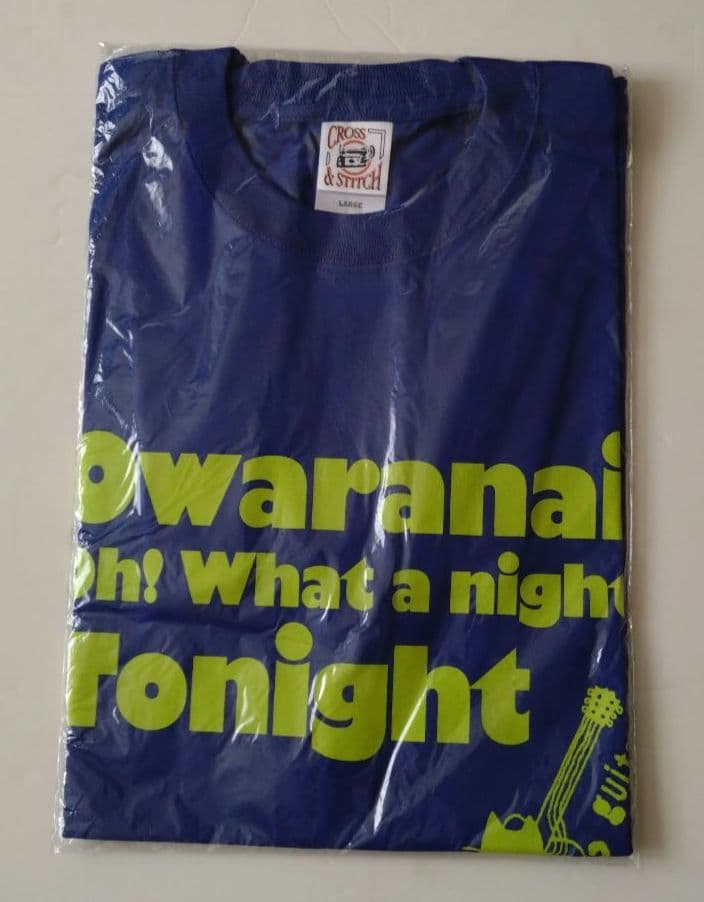 CROSS
& STITCH
LARGE
Owaranai
Oh! What a night
Tonight